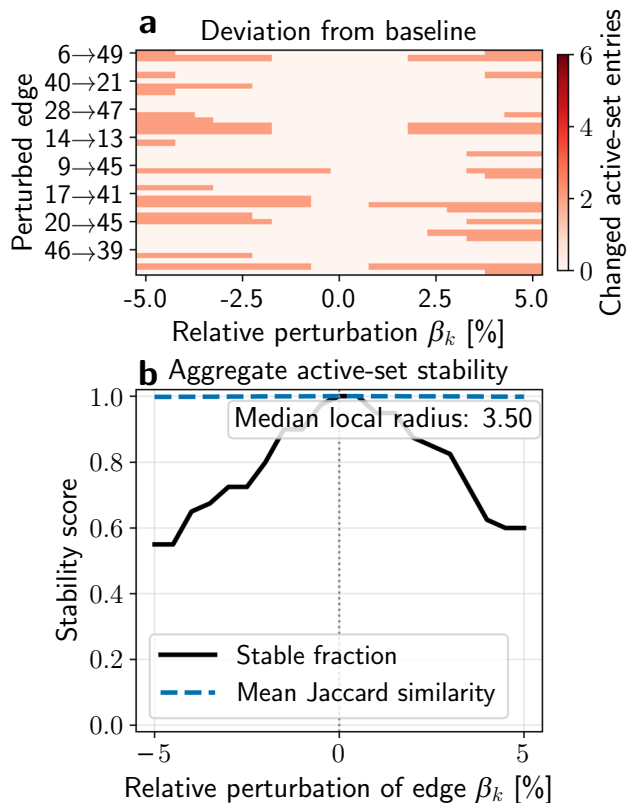 a Deviation from baseline
Perturbed edge
6→49
40→21
28→47
14→13
9→45
17→41
20→45
46→39
-5.0 -2.5 0.0 2.5 5.0
Relative perturbation βₖ [%]
6
4
2
0
Changed active-set entries
b Aggregate active-set stability
Median local radius: 3.50
Stability score
1.0
0.8
0.6
0.4
0.2
0.0
Stable fraction
Mean Jaccard similarity
−5 0 5
Relative perturbation of edge βₖ [%]